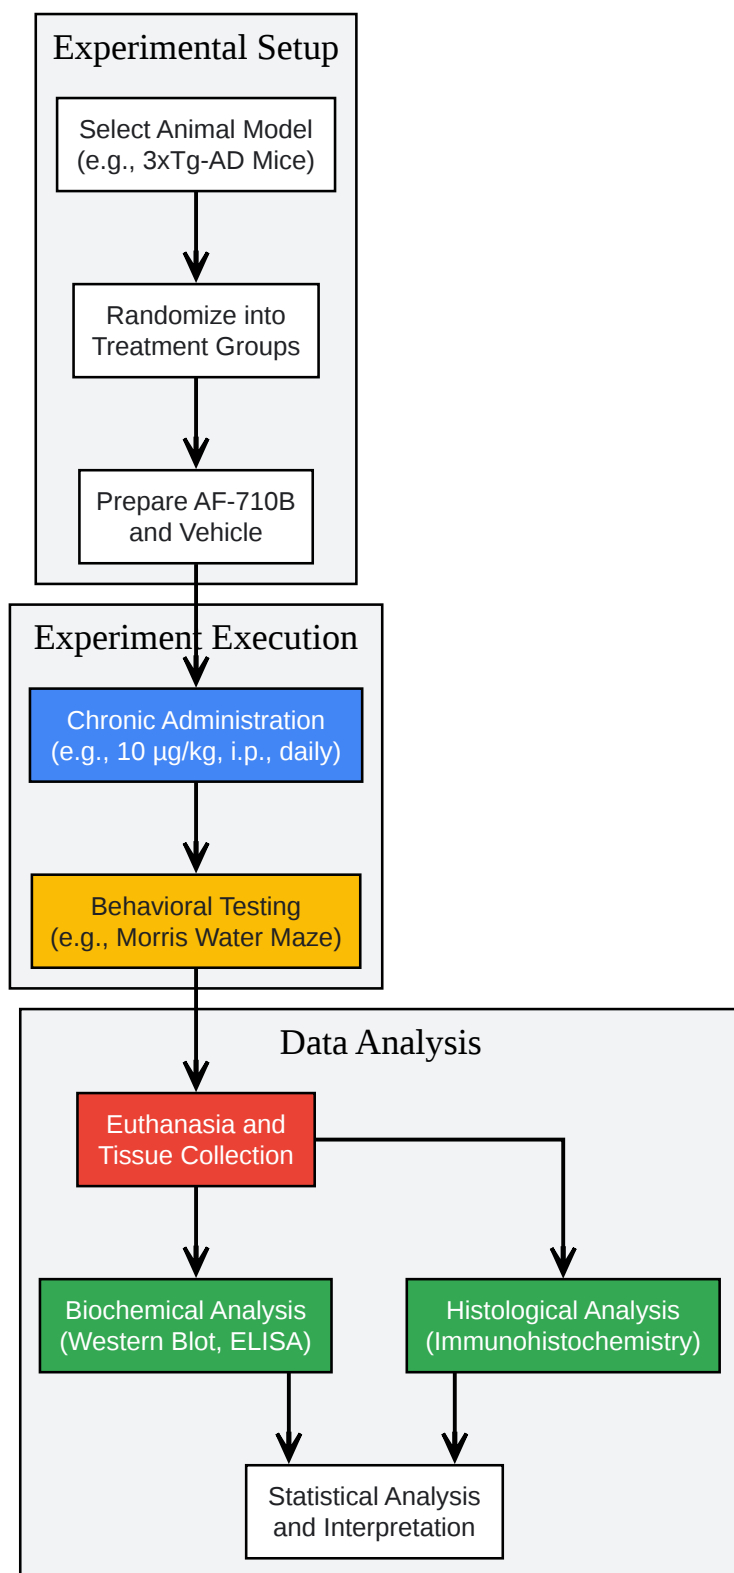 Experimental Setup
Select Animal Model
(e.g., 3xTg-AD Mice)
Randomize into
Treatment Groups
Prepare AF-710B
and Vehicle
Experiment Execution
Chronic Administration
(e.g., 10 µg/kg, i.p., daily)
Behavioral Testing
(e.g., Morris Water Maze)
Data Analysis
Euthanasia and
Tissue Collection
Biochemical Analysis
(Western Blot, ELISA)
Histological Analysis
(Immunohistochemistry)
Statistical Analysis
and Interpretation